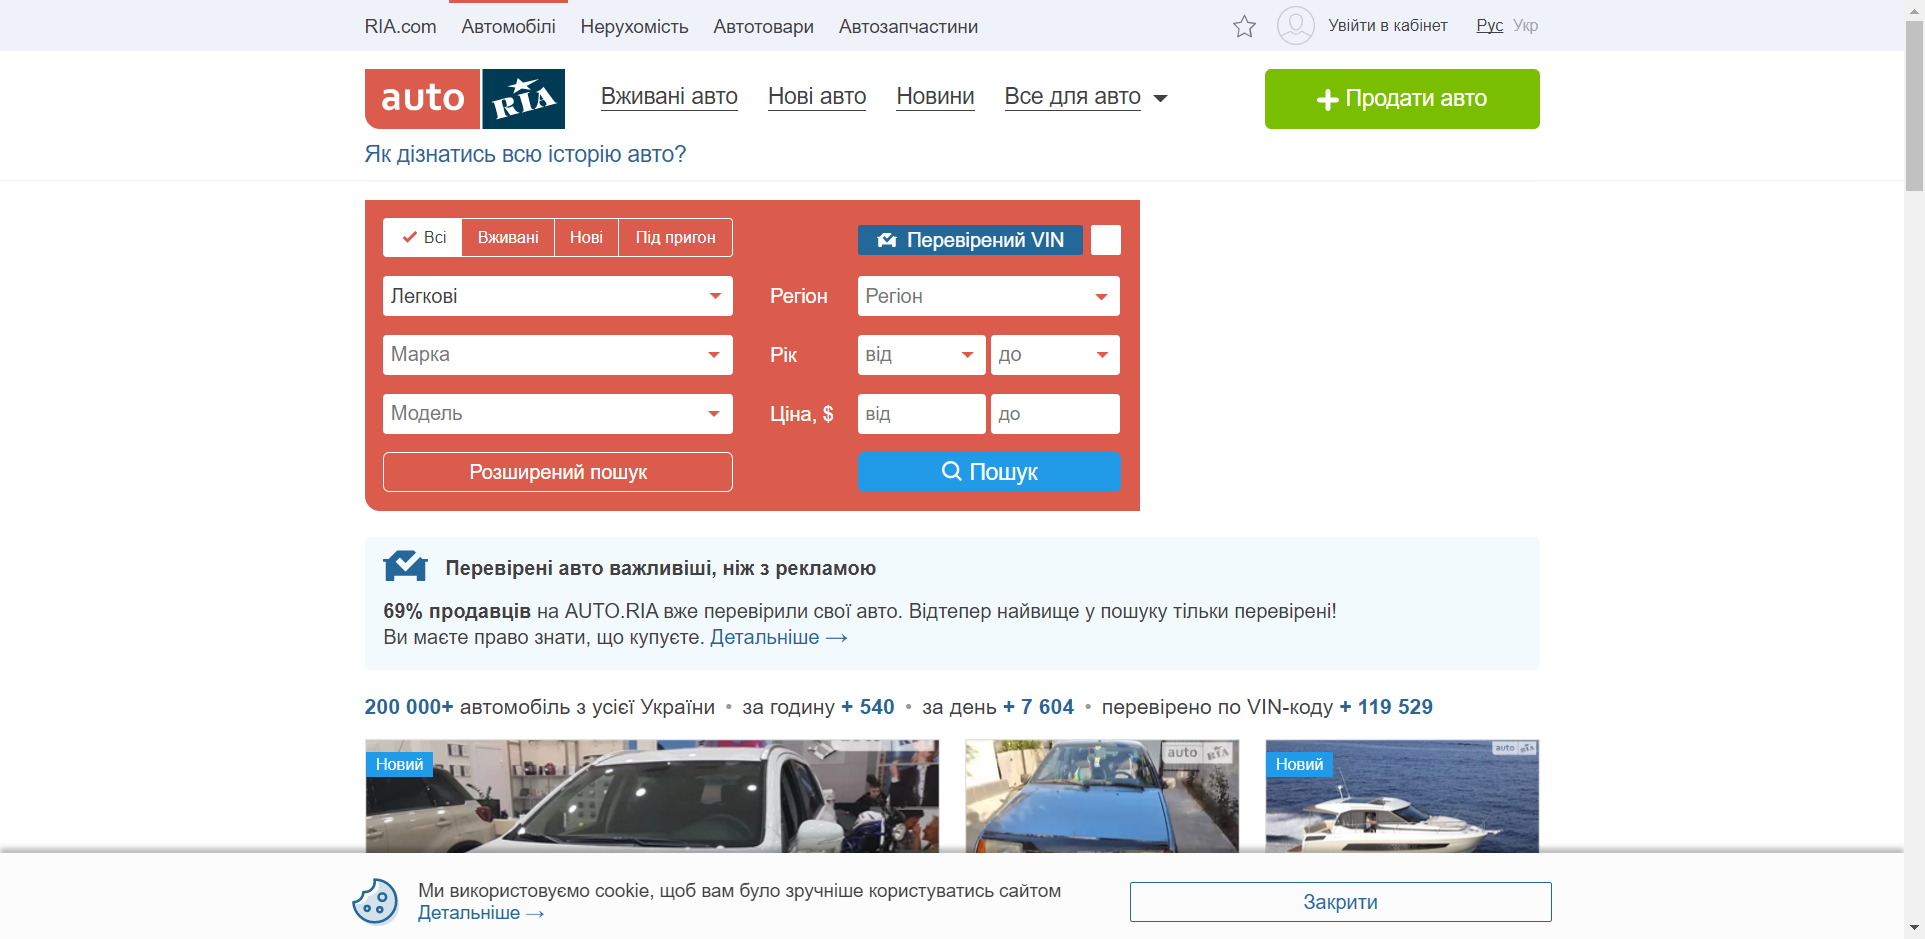 RIA.com Автомобілі Нерухомість Автотовари Автозапчастини Увійти в кабінет Рус Укр
auto RIA Вживані авто Нові авто Новини Все для авто Продати авто
Як дізнатись всю історію авто?
Всі Вживані Нові Під пригон Перевірений VIN
Легкові Регіон Регіон
Марка Рік від до
Модель Ціна, $ від до
Розширений пошук Пошук
Перевірені авто важливіші, ніж з рекламою
69% продавців на AUTO.RIA вже перевірили свої авто. Відтепер найвище у пошуку тільки перевірені!
Ви маєте право знати, що купуєте. Детальніше →
200 000+ автомобіль з усієї України • за годину + 540 • за день + 7 604 • перевірено по VIN-коду + 119 529
Новий auto RIA Новий auto RIA
Ми використовуємо cookie, щоб вам було зручніше користуватись сайтом
Детальніше →
Закрити